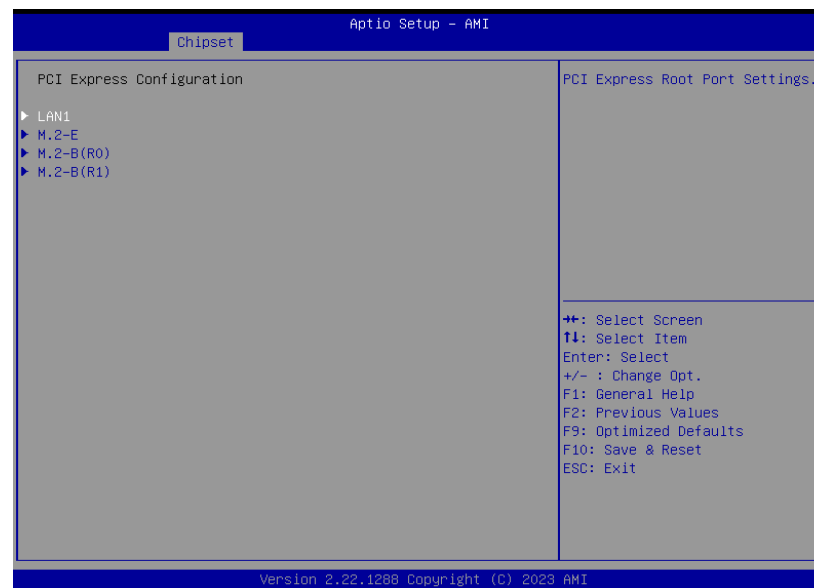 Aptio Setup – AMI
Chipset
PCI Express Configuration
▶ LAN1
▶ M.2-E
▶ M.2-B(R0)
▶ M.2-B(R1)
PCI Express Root Port Settings.
→←: Select Screen
↑↓: Select Item
Enter: Select
+/- : Change Opt.
F1: General Help
F2: Previous Values
F9: Optimized Defaults
F10: Save & Reset
ESC: Exit
Version 2.22.1288 Copyright (C) 2023 AMI